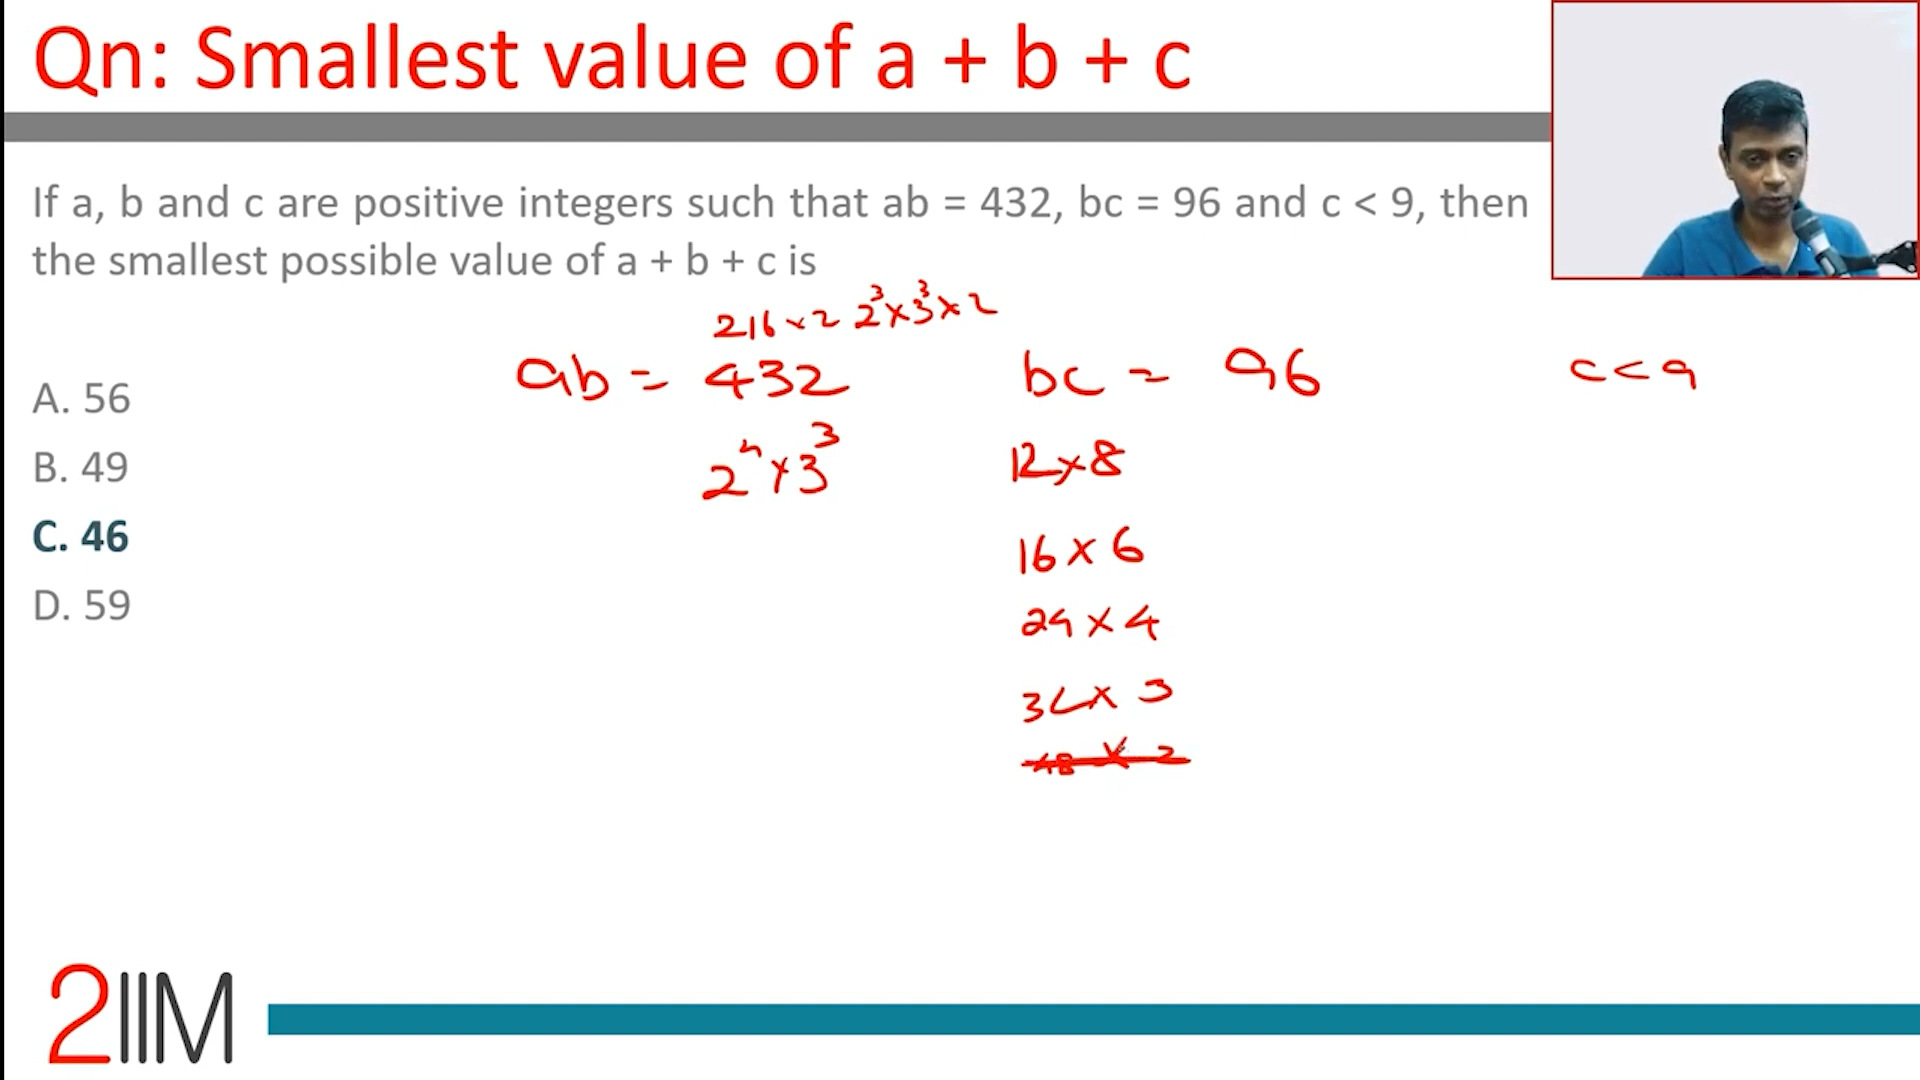 Qn: Smallest value of a + b + c
If a, b and c are positive integers such that ab = 432, bc = 96 and c < 9, then
the smallest possible value of a + b + c is
216 × 2 2³ × 3³ × 2
ab = 432 bc = 96 c < 9
2⁴ × 3³
12 × 8
16 × 6
24 × 4
32 × 3
48 × 2
A. 56
B. 49
C. 46
D. 59
2IIM